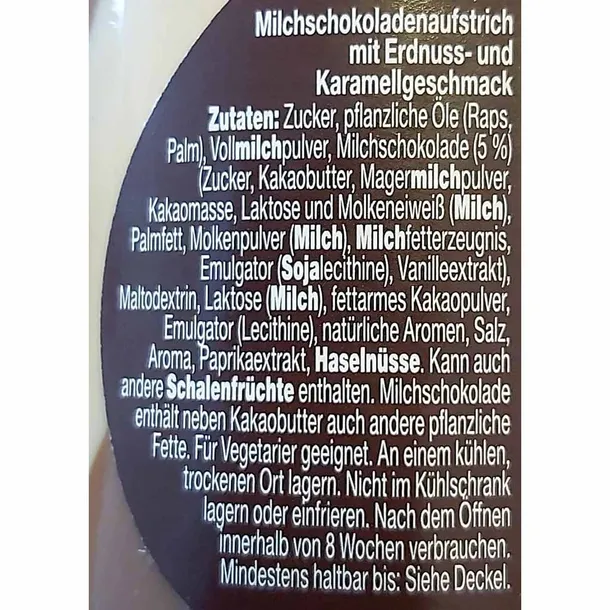 Milchschokoladenaufstrich
mit Erdnuss- und
Karamellgeschmack
Zutaten: Zucker, pflanzliche Öle (Raps,
Palm), Vollmilchpulver, Milchschokolade (5 %)
(Zucker, Kakaobutter, Magermilchpulver,
Kakaomasse, Laktose und Molkeneiweiß (Milch),
Palmfett, Molkenpulver (Milch), Milchfetterzeugnis,
Emulgator (Sojalecithine), Vanilleextrakt),
Maltodextrin, Laktose (Milch), fettarmes Kakaopulver,
Emulgator (Lecithine), natürliche Aromen, Salz,
Aroma, Paprikaextrakt, Haselnüsse. Kann auch
andere Schalenfrüchte enthalten. Milchschokolade
enthält neben Kakaobutter auch andere pflanzliche
Fette. Für Vegetarier geeignet. An einem kühlen,
trockenen Ort lagern. Nicht im Kühlschrank
lagern oder einfrieren. Nach dem Öffnen
innerhalb von 8 Wochen verbrauchen.
Mindestens haltbar bis: Siehe Deckel.